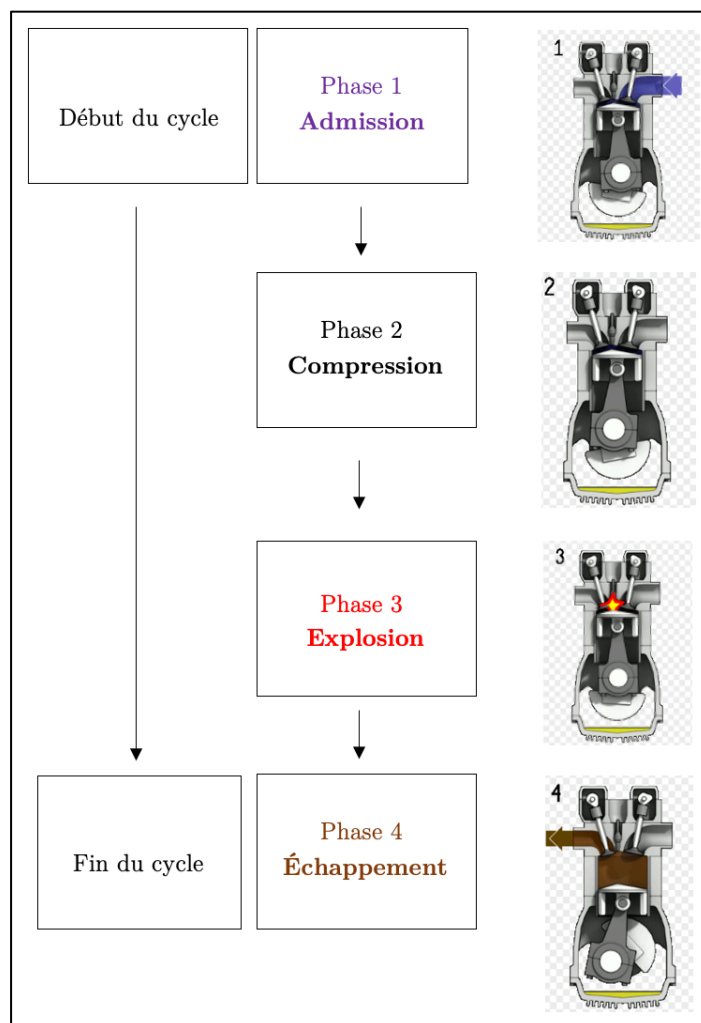 Début du cycle
Phase 1
Admission
1
Phase 2
Compression
2
Phase 3
Explosion
3
Fin du cycle
Phase 4
Échappement
4